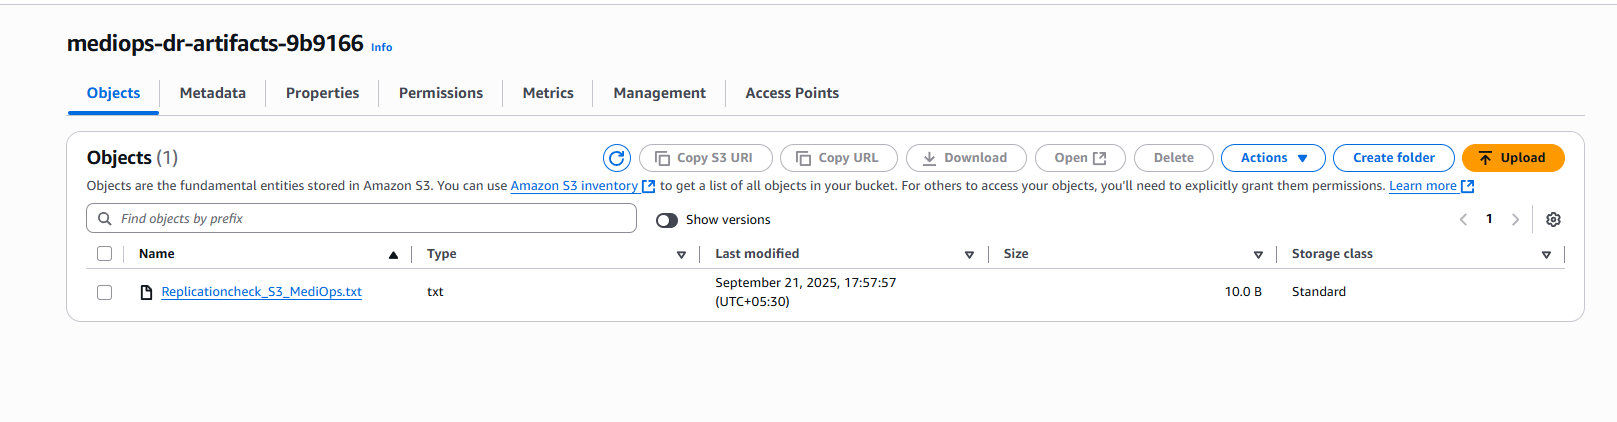 mediops-dr-artifacts-9b9166 Info
Objects Metadata Properties Permissions Metrics Management Access Points
Objects (1) Copy S3 URI Copy URL Download Open Delete Actions Create folder Upload
Objects are the fundamental entities stored in Amazon S3. You can use Amazon S3 inventory to get a list of all objects in your bucket. For others to access your objects, you'll need to explicitly grant them permissions. Learn more
Find objects by prefix Show versions 1
Name Type Last modified Size Storage class
Replicationcheck_S3_MediOps.txt txt September 21, 2025, 17:57:57 (UTC+05:30) 10.0 B Standard